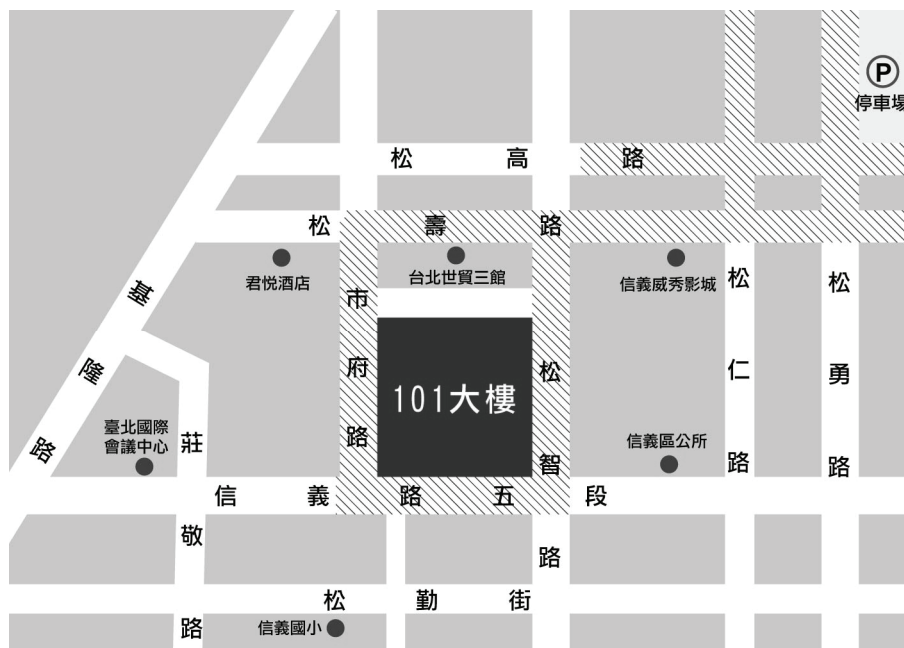 P
停車場
松高路
松壽路
君悅酒店
台北世貿三館
信義威秀影城
基隆路
市府路
101大樓
松智路
松仁路
松勇路
臺北國際
會議中心
莊敬路
信義區公所
信義路五段
松勤街
信義國小